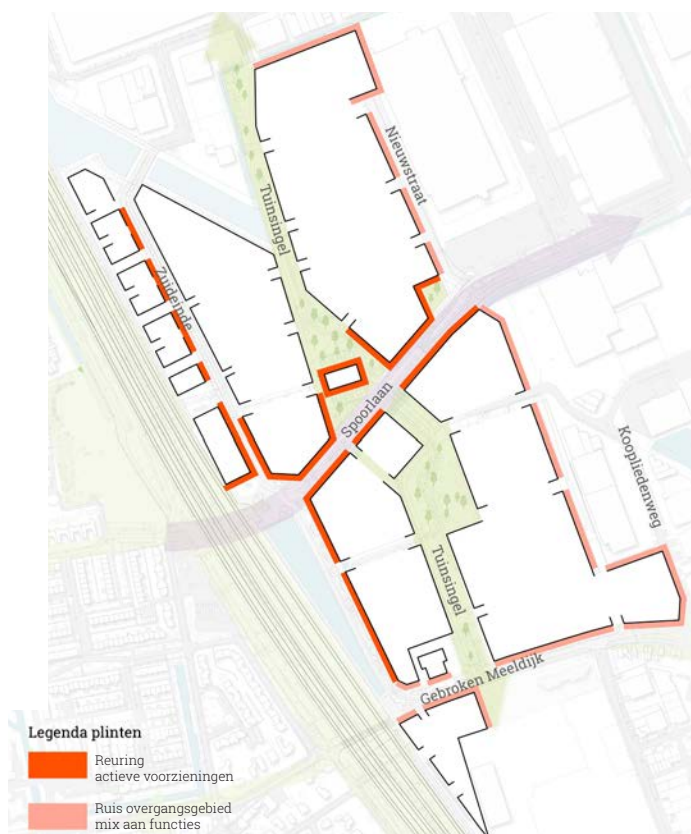 Nieuwstraat
Tuinsingel
Zuideinde
Spoorlaan
Koopliedenweg
Tuinsingel
Gebroken Meeldijk
Legenda plinten
Reuring
actieve voorzieningen
Ruis overgangsgebied
mix aan functies